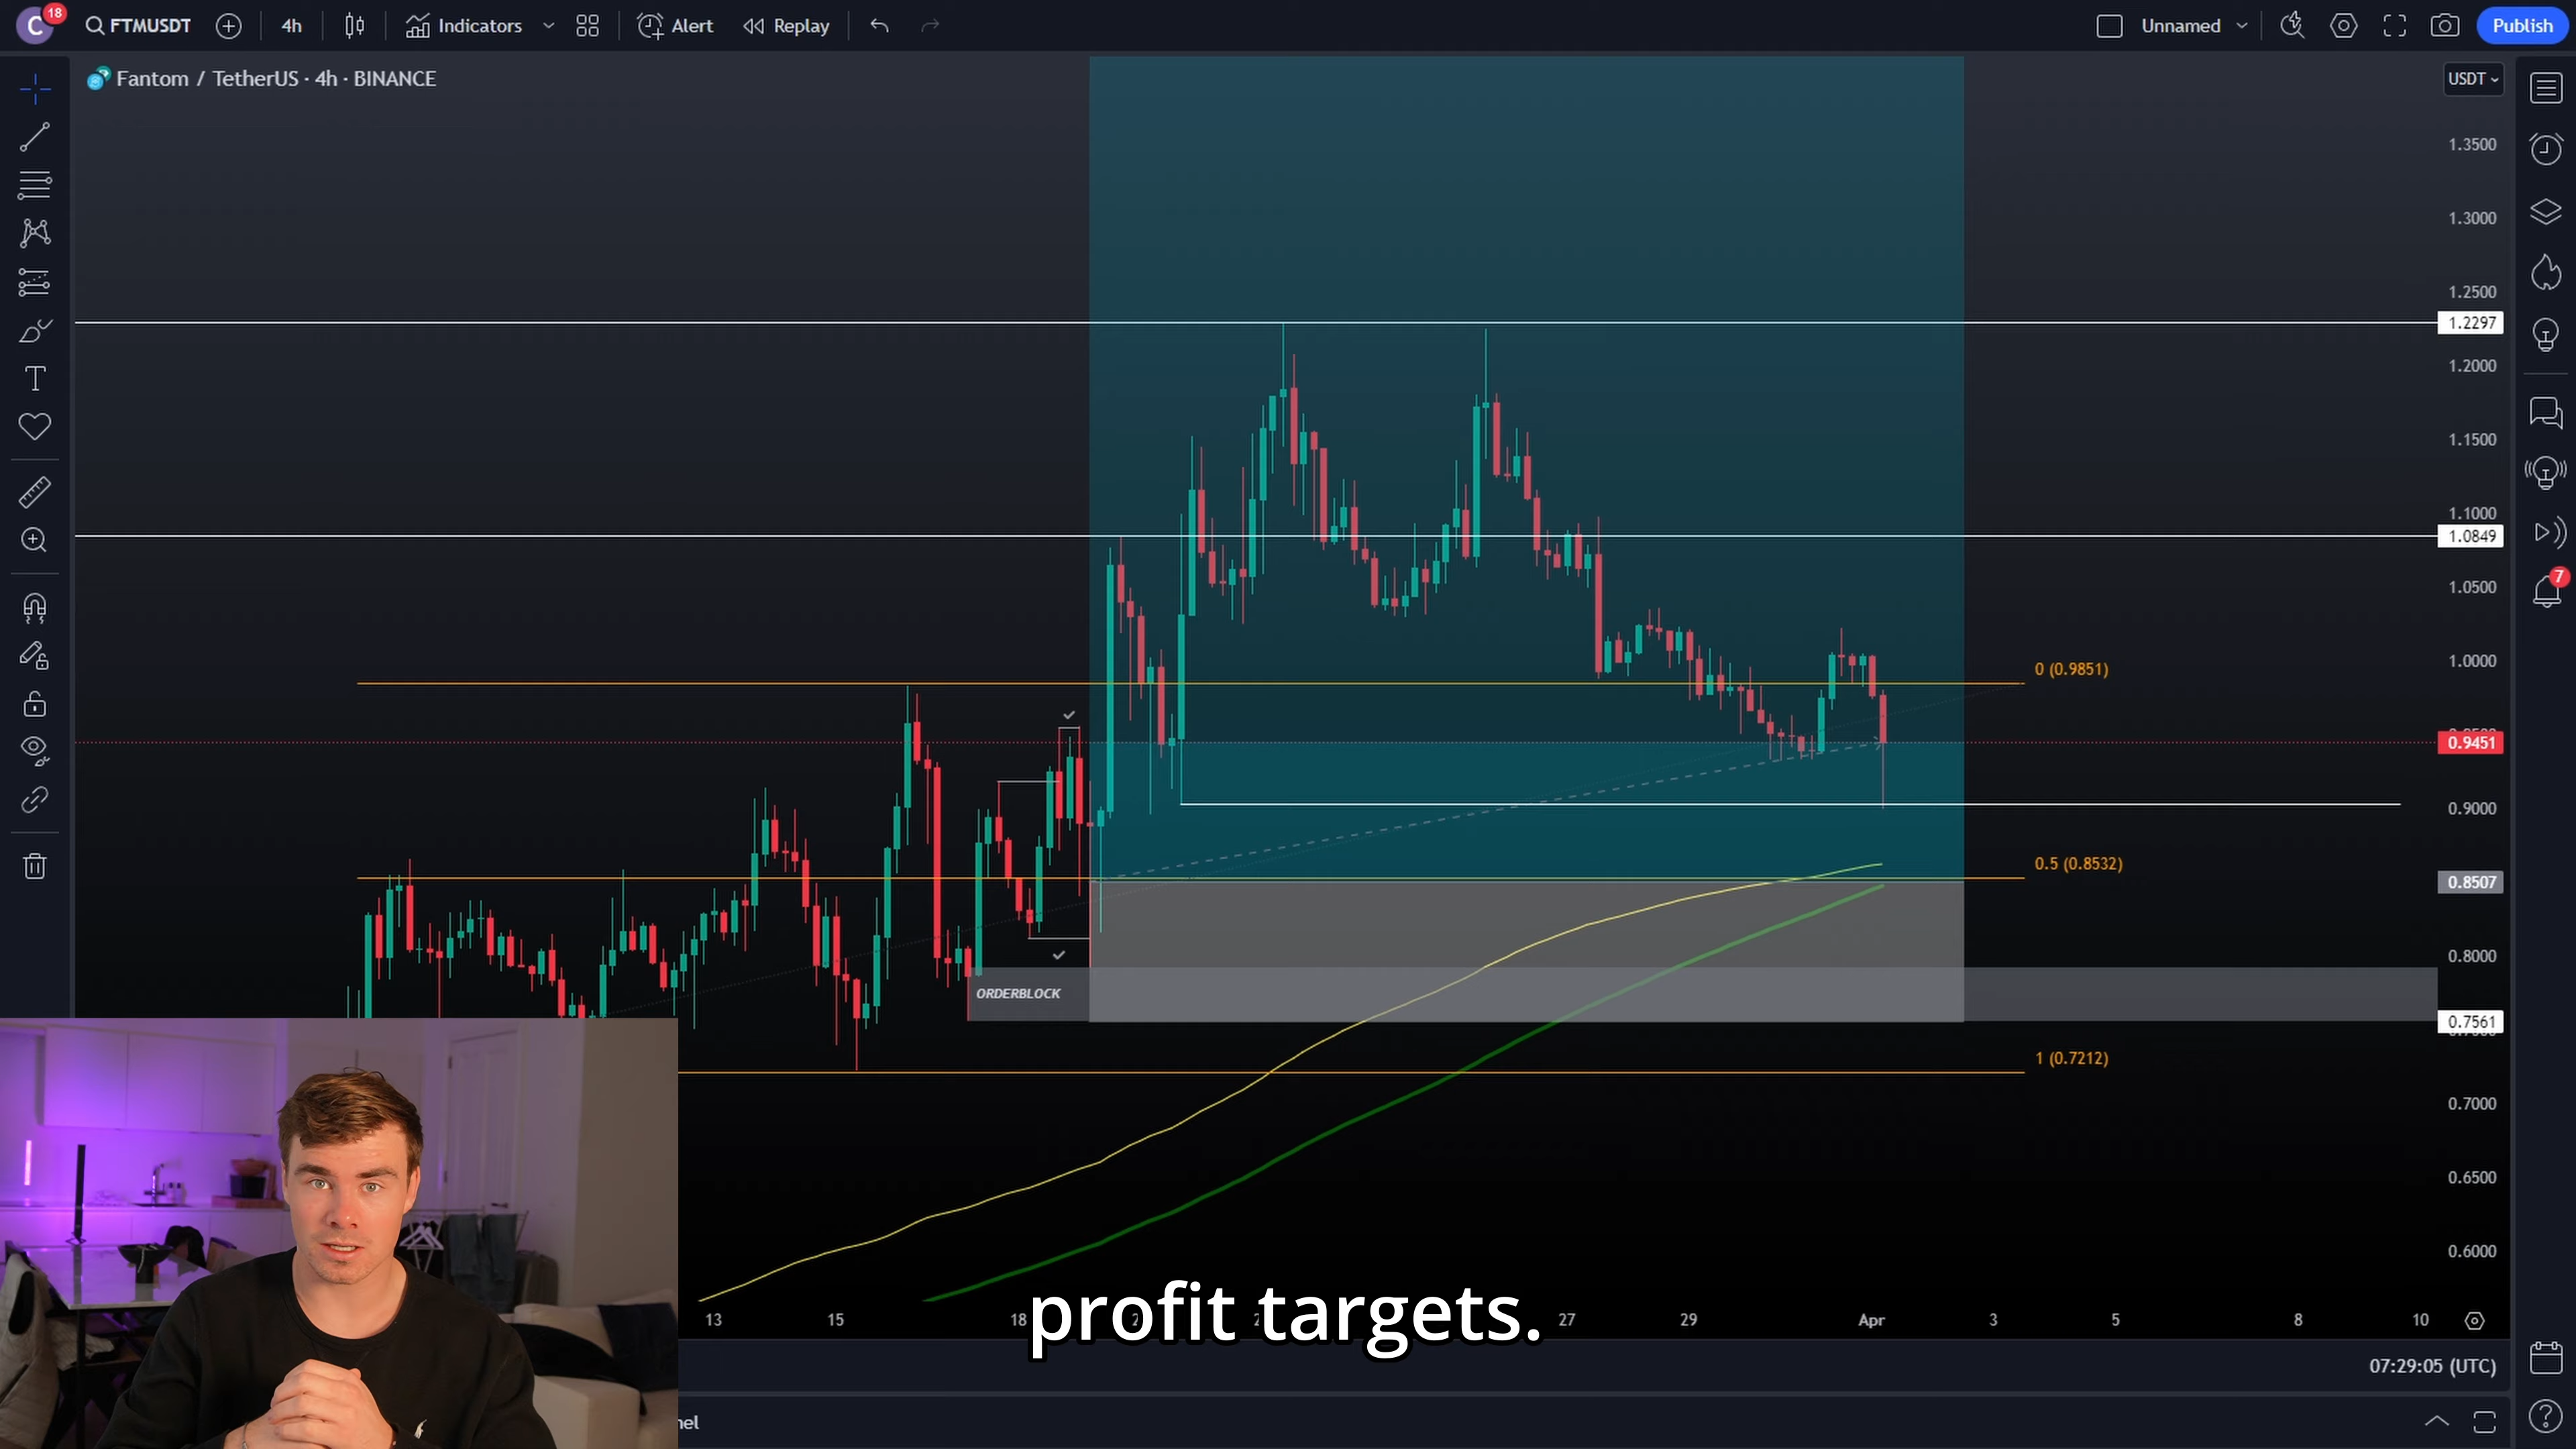 C 18 FTMUSDT 4h Indicators Alert Replay Unnamed Publish
Fantom / TetherUS · 4h · BINANCE
USDT
1.3500
1.3000
1.2500
1.2297
1.2000
1.1500
1.1000
1.0849
1.0500
7
1.0000
0 (0.9851)
0.9451
0.9000
0.5 (0.8532)
0.8507
0.8000
ORDERBLOCK
0.7561
1 (0.7212)
0.7000
0.6500
0.6000
profit targets.
13 15 18 27 29 Apr 3 5 8 10
07:29:05 (UTC)
nel